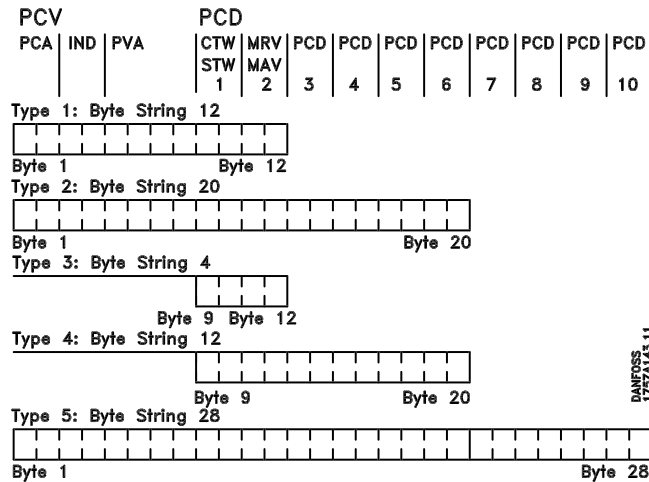 PCV PCD
PCA IND PVA CTW MRV PCD PCD PCD PCD PCD PCD PCD PCD
STW MAV
1 2 3 4 5 6 7 8 9 10
Type 1: Byte String 12
Byte 1 Byte 12
Type 2: Byte String 20
Byte 1 Byte 20
Type 3: Byte String 4
Byte 9 Byte 12
Type 4: Byte String 12
Byte 9 Byte 20
DANFOSS
175ZA143.11
Type 5: Byte String 28
Byte 1 Byte 28